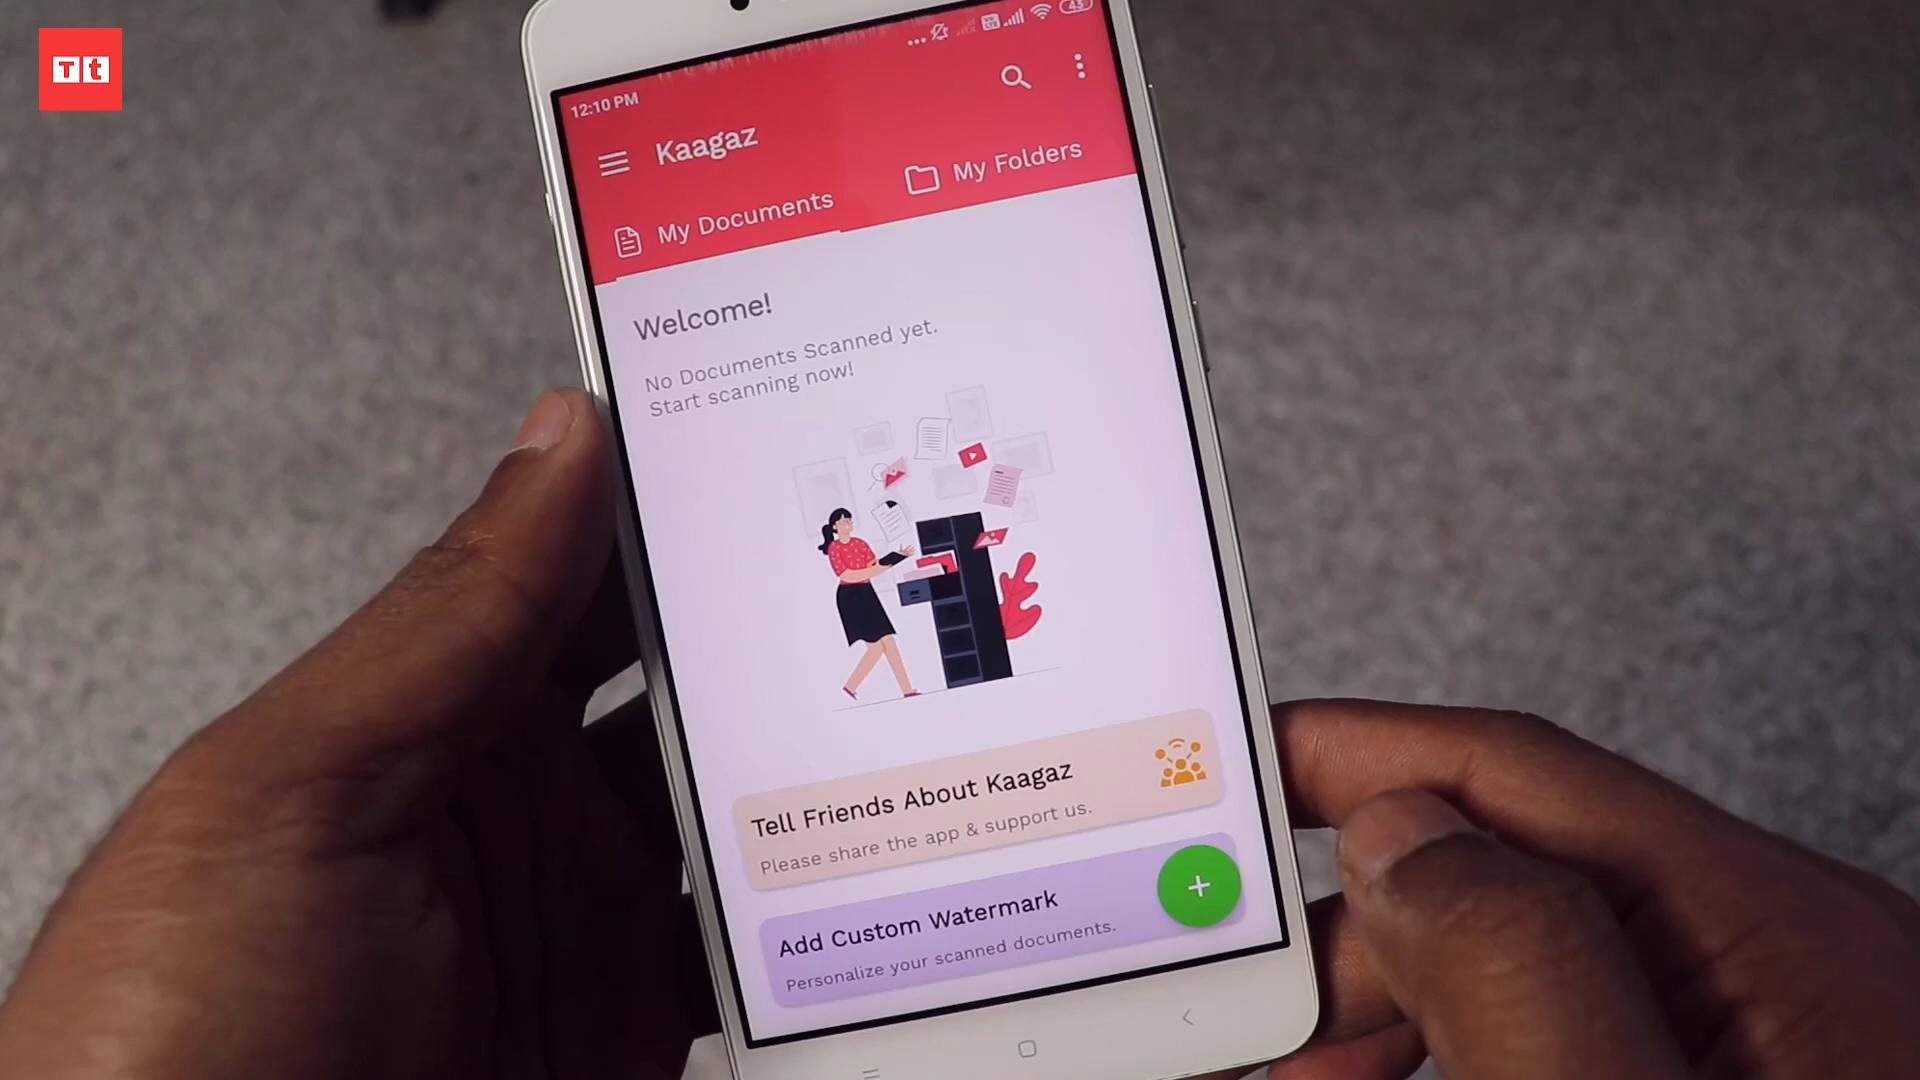 Tt
12:10 PM
43
Kaagaz
My Documents
My Folders
Welcome!
No Documents Scanned yet.
Start scanning now!
Tell Friends About Kaagaz
Please share the app & support us.
Add Custom Watermark
Personalize your scanned documents.